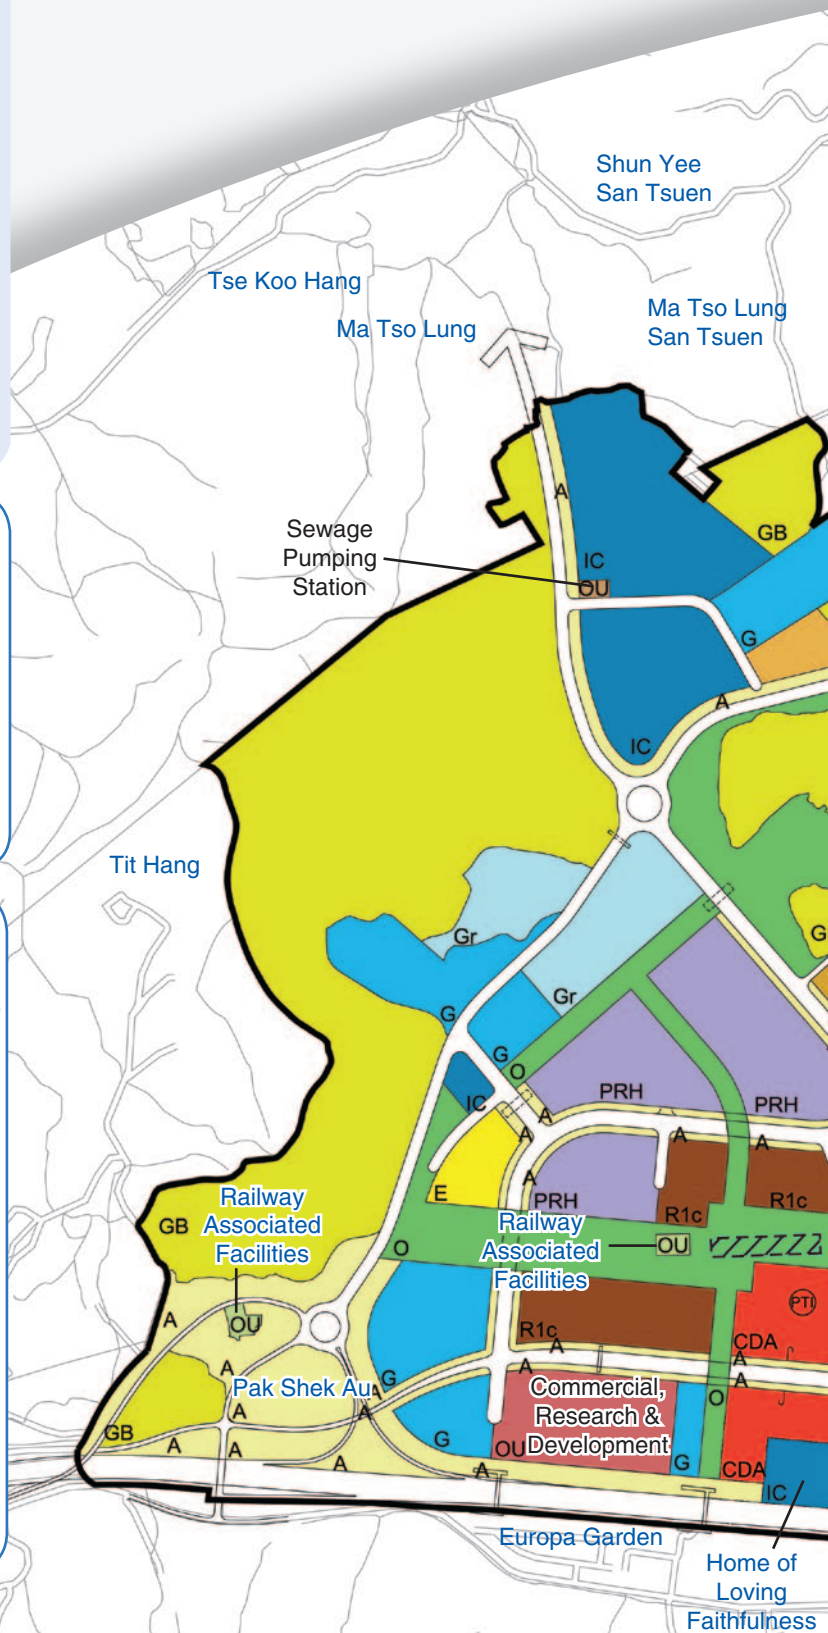 Shun Yee
San Tsuen
Tse Koo Hang
Ma Tso Lung
San Tsuen
Ma Tso Lung
A
GB
Sewage
Pumping
Station
IC
OU
G
A
IC
Tit Hang
G
Gr
Gr
G
G
O
PRH
IC
A
PRH
A
A
A
A
E
PRH
R1c
R1c
Railway
Associated
Facilities
GB
Railway
Associated
Facilities
OU
O
PTI
A
OU
R1c
A
CDA
A
A
A
G
Pak Shek Au
A
A
Commercial,
Research &
Development
O
A
A
GB
A
A
G
OU
G
A
A
CDA
IC
Europa Garden
Home of
Loving
Faithfulness